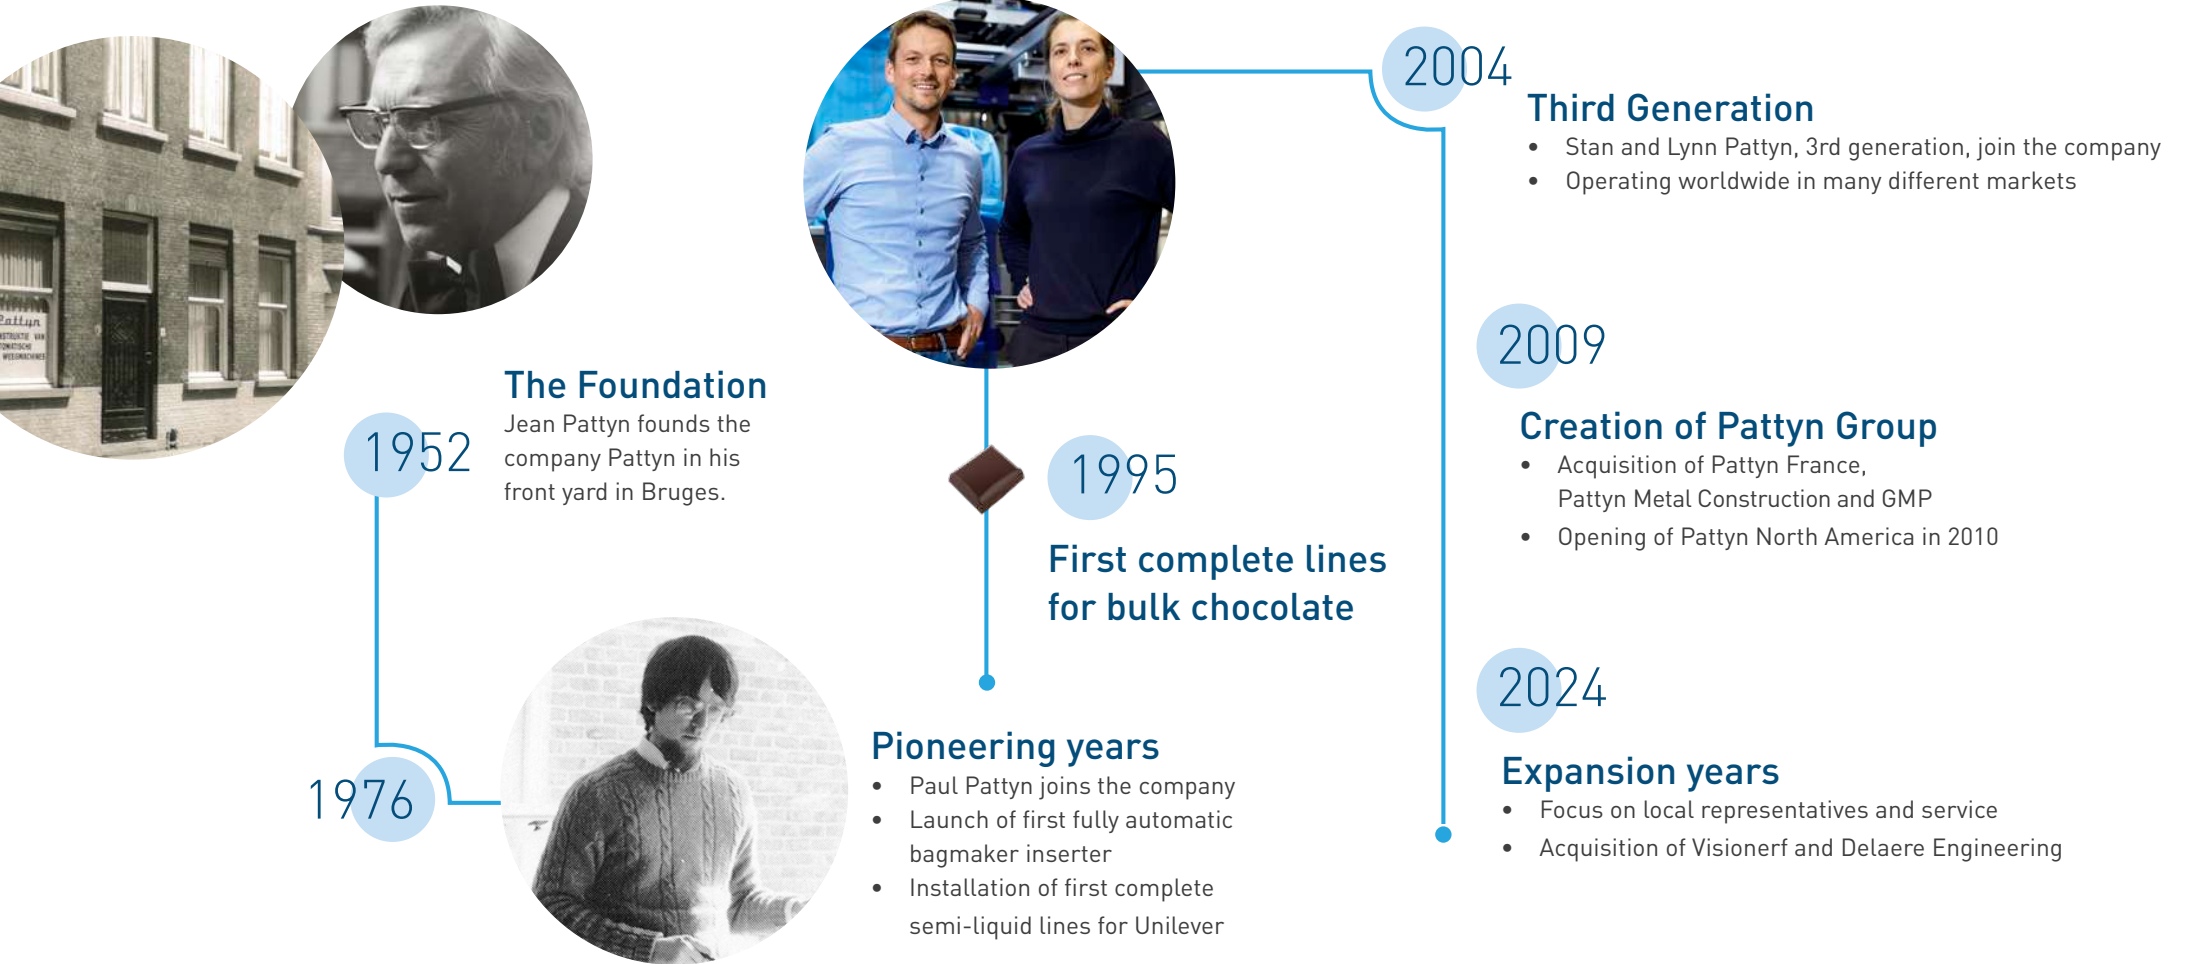 Pattyn
1952
The Foundation
Jean Pattyn founds the
company Pattyn in his
front yard in Bruges.
1976
Pioneering years
• Paul Pattyn joins the company
• Launch of first fully automatic
bagmaker inserter
• Installation of first complete
semi-liquid lines for Unilever
1995
First complete lines
for bulk chocolate
2004
Third Generation
• Stan and Lynn Pattyn, 3rd generation, join the company
• Operating worldwide in many different markets
2009
Creation of Pattyn Group
• Acquisition of Pattyn France,
Pattyn Metal Construction and GMP
• Opening of Pattyn North America in 2010
2024
Expansion years
• Focus on local representatives and service
• Acquisition of Visionerf and Delaere Engineering